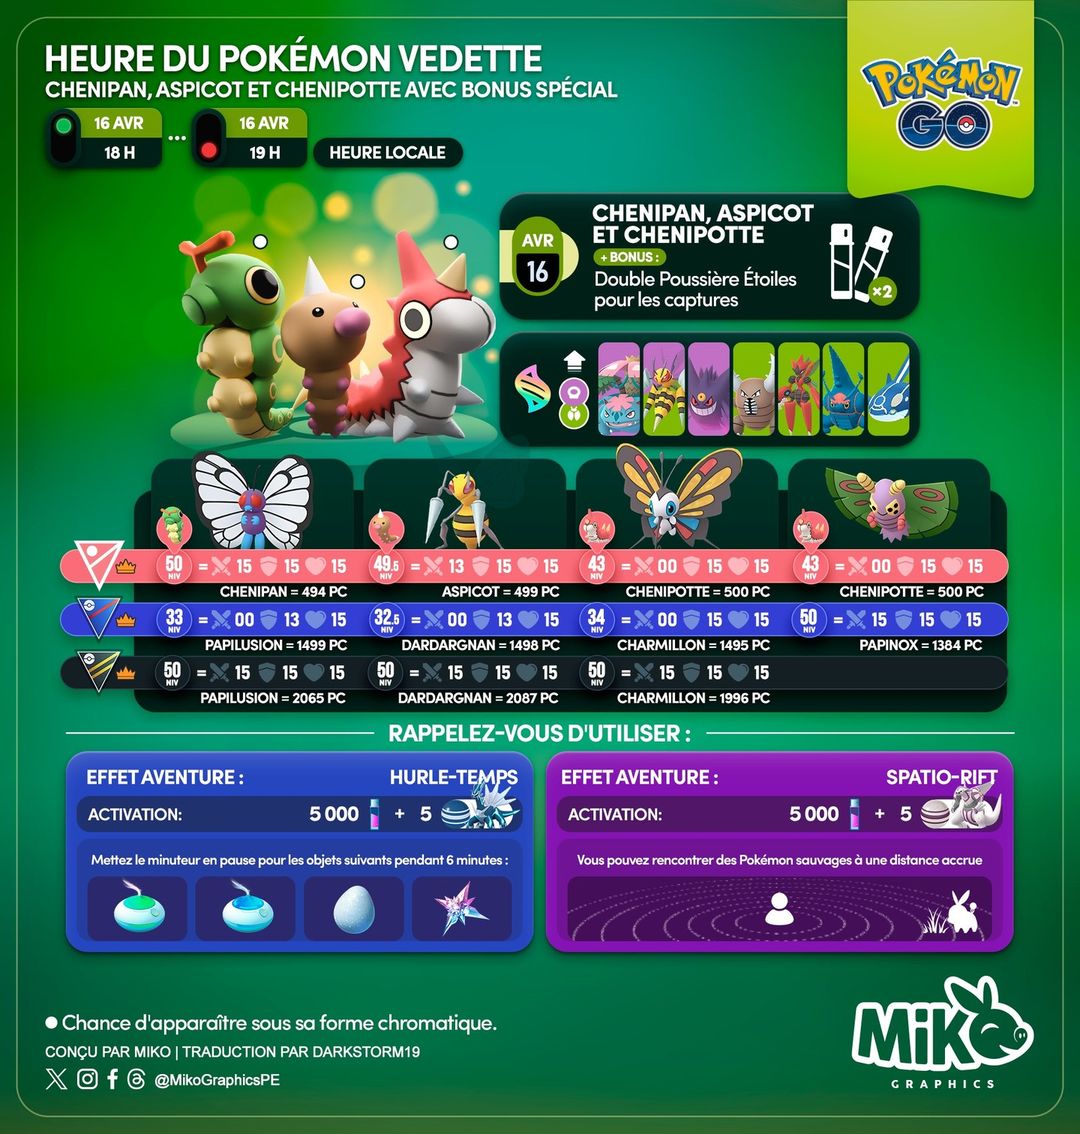 HEURE DU POKÉMON VEDETTE
CHENIPAN, ASPICOT ET CHENIPOTTE AVEC BONUS SPÉCIAL
16 AVR ... 16 AVR
18 H 19 H HEURE LOCALE
POKÉMON
GO
AVR
16
CHENIPAN, ASPICOT
ET CHENIPOTTE
+ BONUS :
Double Poussière Étoiles
pour les captures
×2
50 NIV = 15 15 15
CHENIPAN = 494 PC
49.5 NIV = 13 15 15
ASPICOT = 499 PC
43 NIV = 00 15 15
CHENIPOTTE = 500 PC
43 NIV = 00 15 15
CHENIPOTTE = 500 PC
33 NIV = 00 13 15
PAPILUSION = 1499 PC
32.5 NIV = 00 13 15
DARDARGNAN = 1498 PC
34 NIV = 00 15 15
CHARMILLON = 1495 PC
50 NIV = 15 15 15
PAPINOX = 1384 PC
50 NIV = 15 15 15
PAPILUSION = 2065 PC
50 NIV = 15 15 15
DARDARGNAN = 2087 PC
50 NIV = 15 15 15
CHARMILLON = 1996 PC
RAPPELEZ-VOUS D'UTILISER :
EFFET AVENTURE : HURLE-TEMPS
ACTIVATION: 5 000 + 5
Mettez le minuteur en pause pour les objets suivants pendant 6 minutes :
EFFET AVENTURE : SPATIO-RIFT
ACTIVATION: 5 000 + 5
Vous pouvez rencontrer des Pokémon sauvages à une distance accrue
Chance d'apparaître sous sa forme chromatique.
CONÇU PAR MIKO | TRADUCTION PAR DARKSTORM19
@MikoGraphicsPE
MiKO
GRAPHICS